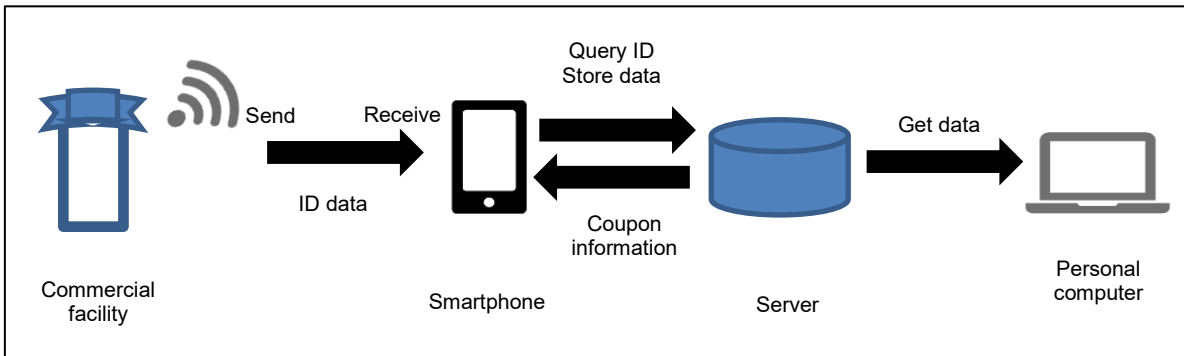 Query ID
Store data
Send
Receive
Get data
ID data
Coupon
information
Commercial
facility
Smartphone
Server
Personal
computer